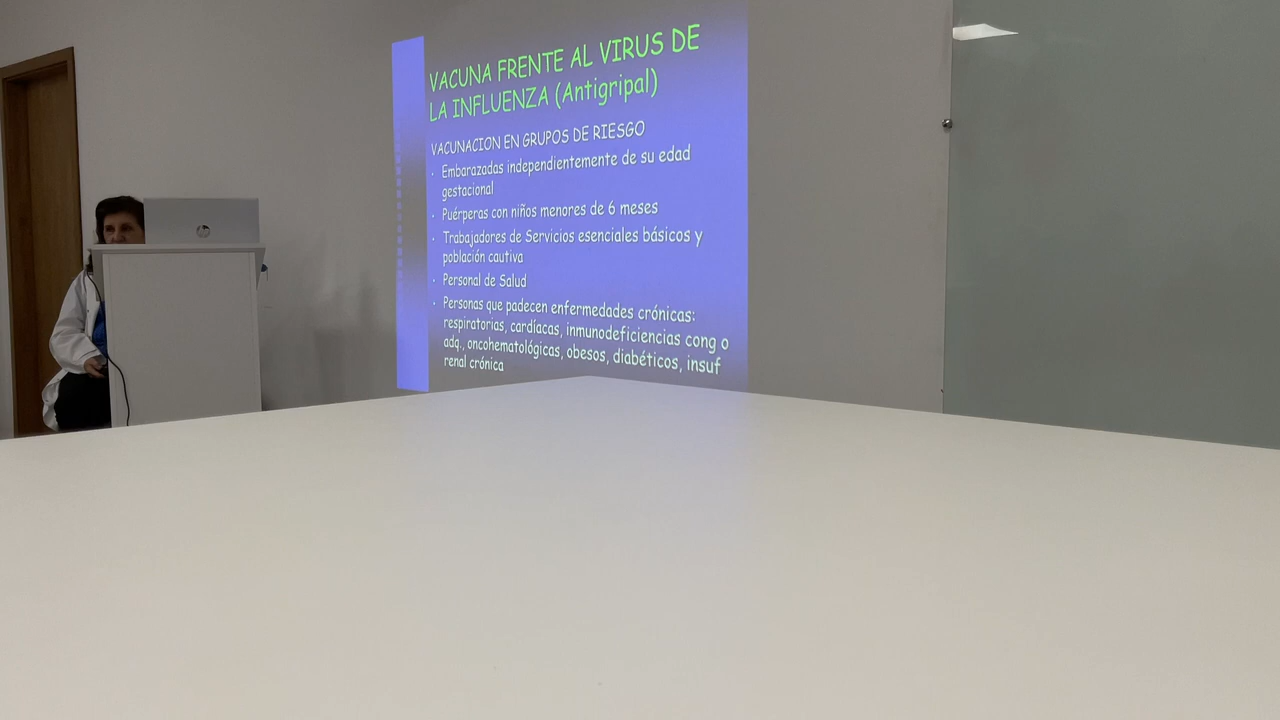 VACUNA FRENTE AL VIRUS DE
LA INFLUENZA (Antigripal)
VACUNACION EN GRUPOS DE RIESGO
· Embarazadas independientemente de su edad
gestacional
· Puérperas con niños menores de 6 meses
· Trabajadores de Servicios esenciales básicos y
población cautiva
· Personal de Salud
· Personas que padecen enfermedades crónicas:
respiratorias, cardíacas, inmunodeficiencias cong o
adq., oncohematológicas, obesos, diabéticos, insuf
renal crónica